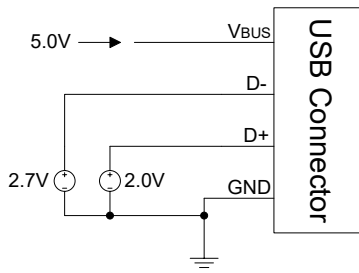 VBUS
5.0V
D-
D+
2.7V
2.0V
GND
USB Connector